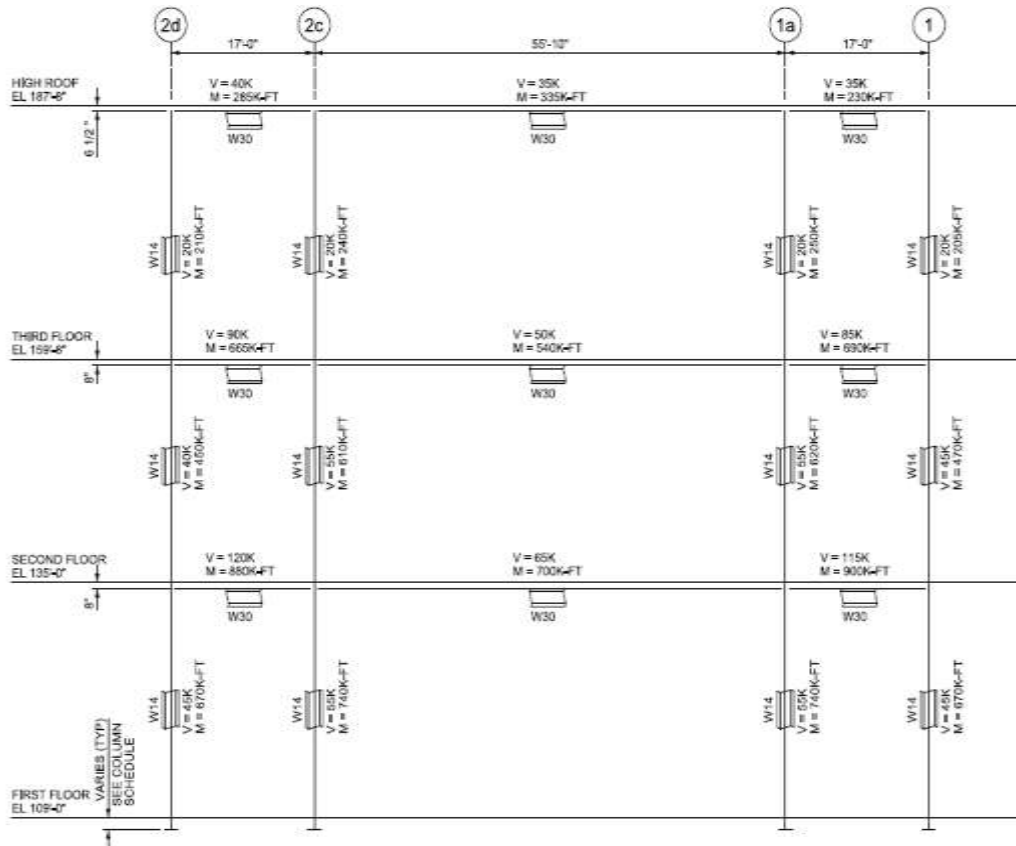 2d 2c 1a 1
17'-0" 55'-10" 17'-0"
HIGH ROOF
EL 187'-8"
V = 40K
M = 285K-FT
V = 35K
M = 335K-FT
V = 35K
M = 230K-FT
6 1/2"
W30 W30 W30
W14
V = 20K
M = 210K-FT
W14
V = 20K
M = 240K-FT
W14
V = 20K
M = 250K-FT
W14
V = 20K
M = 205K-FT
THIRD FLOOR
EL 159'-8"
V = 90K
M = 665K-FT
V = 50K
M = 540K-FT
V = 85K
M = 690K-FT
8"
W30 W30 W30
W14
V = 40K
M = 450K-FT
W14
V = 55K
M = 610K-FT
W14
V = 55K
M = 620K-FT
W14
V = 45K
M = 470K-FT
SECOND FLOOR
EL 135'-0"
V = 120K
M = 880K-FT
V = 65K
M = 700K-FT
V = 115K
M = 900K-FT
8"
W30 W30 W30
W14
V = 45K
M = 670K-FT
W14
V = 55K
M = 740K-FT
W14
V = 55K
M = 740K-FT
W14
V = 45K
M = 670K-FT
VARIES (TYP)
SEE COLUMN
SCHEDULE
FIRST FLOOR
EL 109'-0"